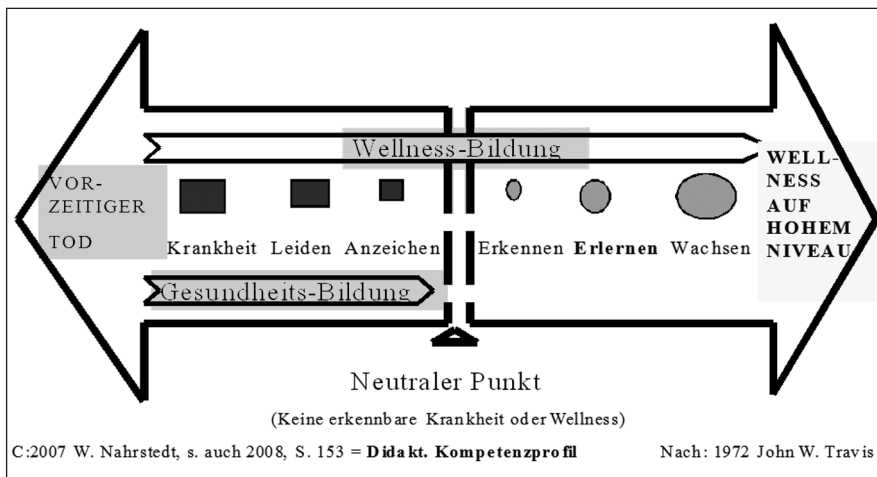 Wellness-Bildung
VOR-
ZEITIGER
TOD
WELL-
NESS
AUF
HOHEM
NIVEAU
Krankheit Leiden Anzeichen Erkennen Erlernen Wachsen
Gesundheits-Bildung
Neutraler Punkt
(Keine erkennbare Krankheit oder Wellness)
C:2007 W. Nahrstedt, s. auch 2008, S. 153 = Didakt. Kompetenzprofil Nach: 1972 John W. Travis